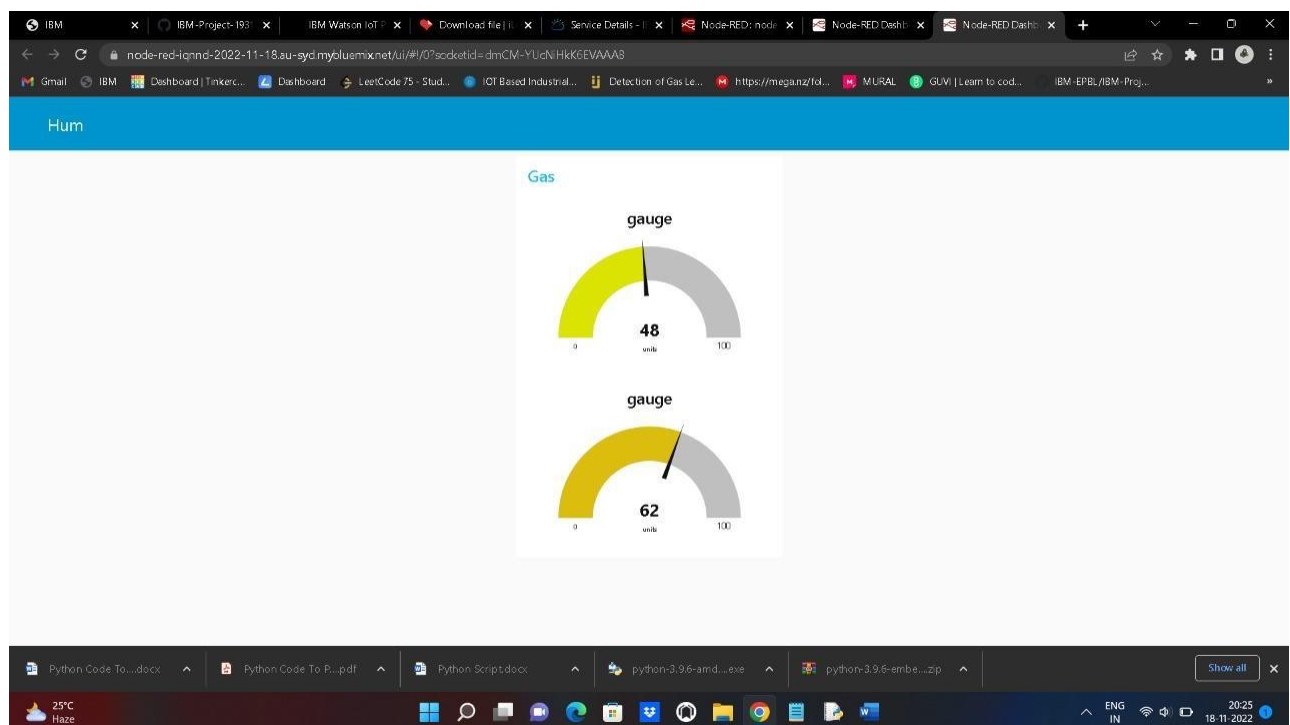 IBM IBM-Project-193 IBM Watson IoT P Download file | iL Service Details - I Node-RED: node Node-RED Dashb Node-RED Dashb
node-red-iqnnd-2022-11-18.au-syd.mybluemix.net/ui/#!/0?socketid=dmCM-YUcNiHkK6EVAAA8
Gmail IBM Dashboard | Tinkerc... Dashboard LeetCode 75 - Stud... IOT Based Industrial... Detection of Gas Le... https://mega.nz/fol... MURAL GUVI | Learn to cod... IBM-EPBL/IBM-Proj... »
Hum
Gas
gauge
48
units
0 100
gauge
62
units
0 100
Python Code To....docx Python Code To P....pdf Python Script.docx python-3.9.6-amd....exe python-3.9.6-embe....zip Show all
25°C
Haze
ENG
IN
20:25
18-11-2022